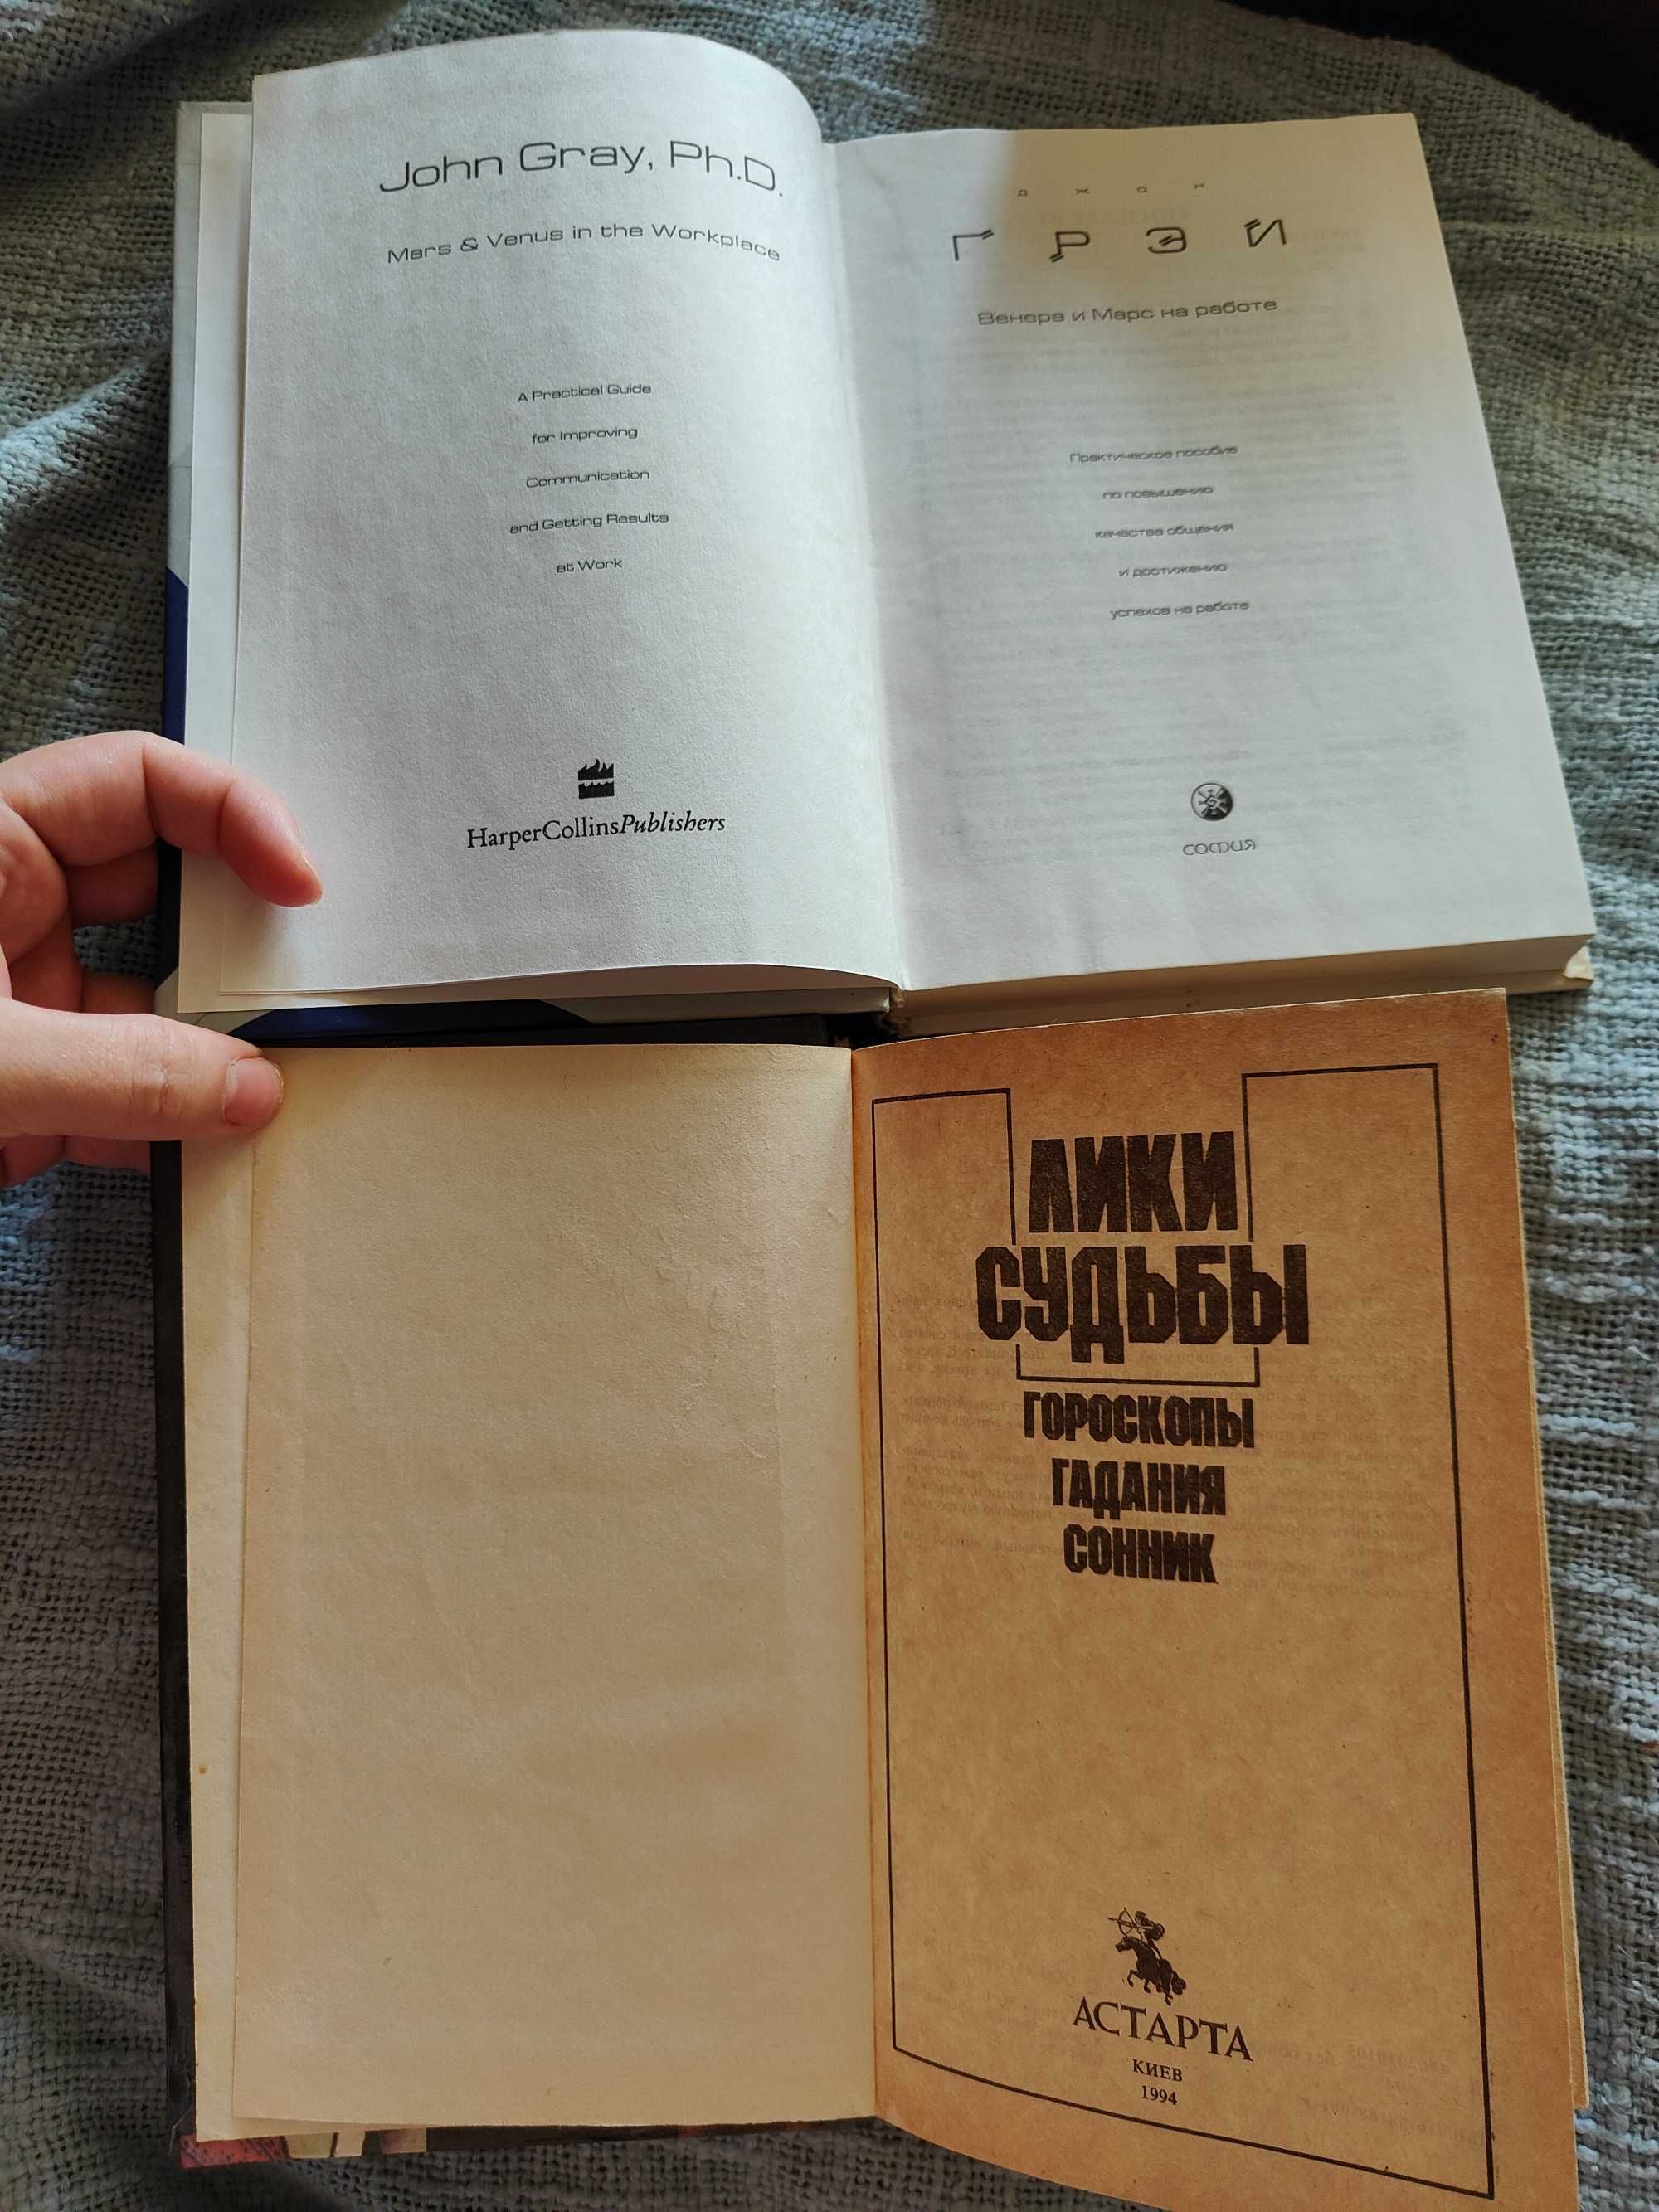 John Gray, Ph.D.
Mars & Venus in the Workplace
A Practical Guide
for Improving
Communication
and Getting Results
at Work
HarperCollinsPublishers
ДЖОН
ГРЭЙ
Венера и Марс на работе
Практическое пособие
по повышению
качества общения
и достижению
успехов на работе
СОФИЯ
ЛИКИ
СУДЬБЫ
ГОРОСКОПЫ
ГАДАНИЯ
СОННИК
АСТАРТА
КИЕВ
1994